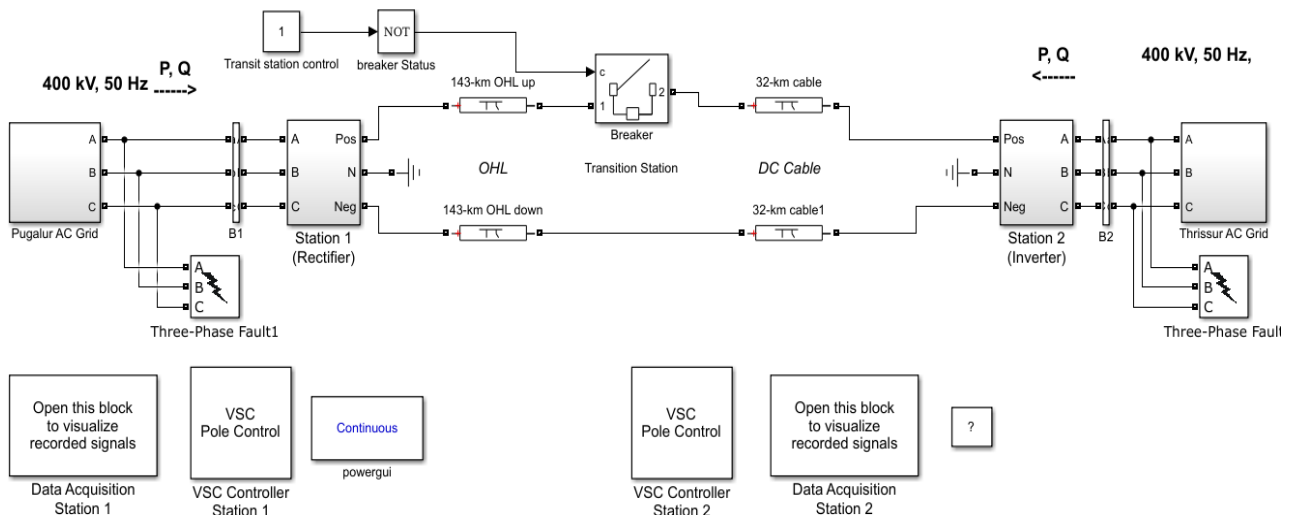 1
NOT
Transit station control
breaker Status
400 kV, 50 Hz
P, Q
------>
143-km OHL up
c
1
2
Breaker
32-km cable
P, Q
<------
400 kV, 50 Hz,
A
B
C
Pugalur AC Grid
B1
A
B
C
Pos
N
Neg
Station 1
(Rectifier)
OHL
Transition Station
DC Cable
143-km OHL down
32-km cable1
Pos
N
Neg
A
B
C
Station 2
(Inverter)
B2
A
B
C
Thrissur AC Grid
A
B
C
Three-Phase Fault1
A
B
C
Three-Phase Fault
Open this block
to visualize
recorded signals
Data Acquisition
Station 1
VSC
Pole Control
VSC Controller
Station 1
Continuous
powergui
VSC
Pole Control
VSC Controller
Station 2
Open this block
to visualize
recorded signals
Data Acquisition
Station 2
?